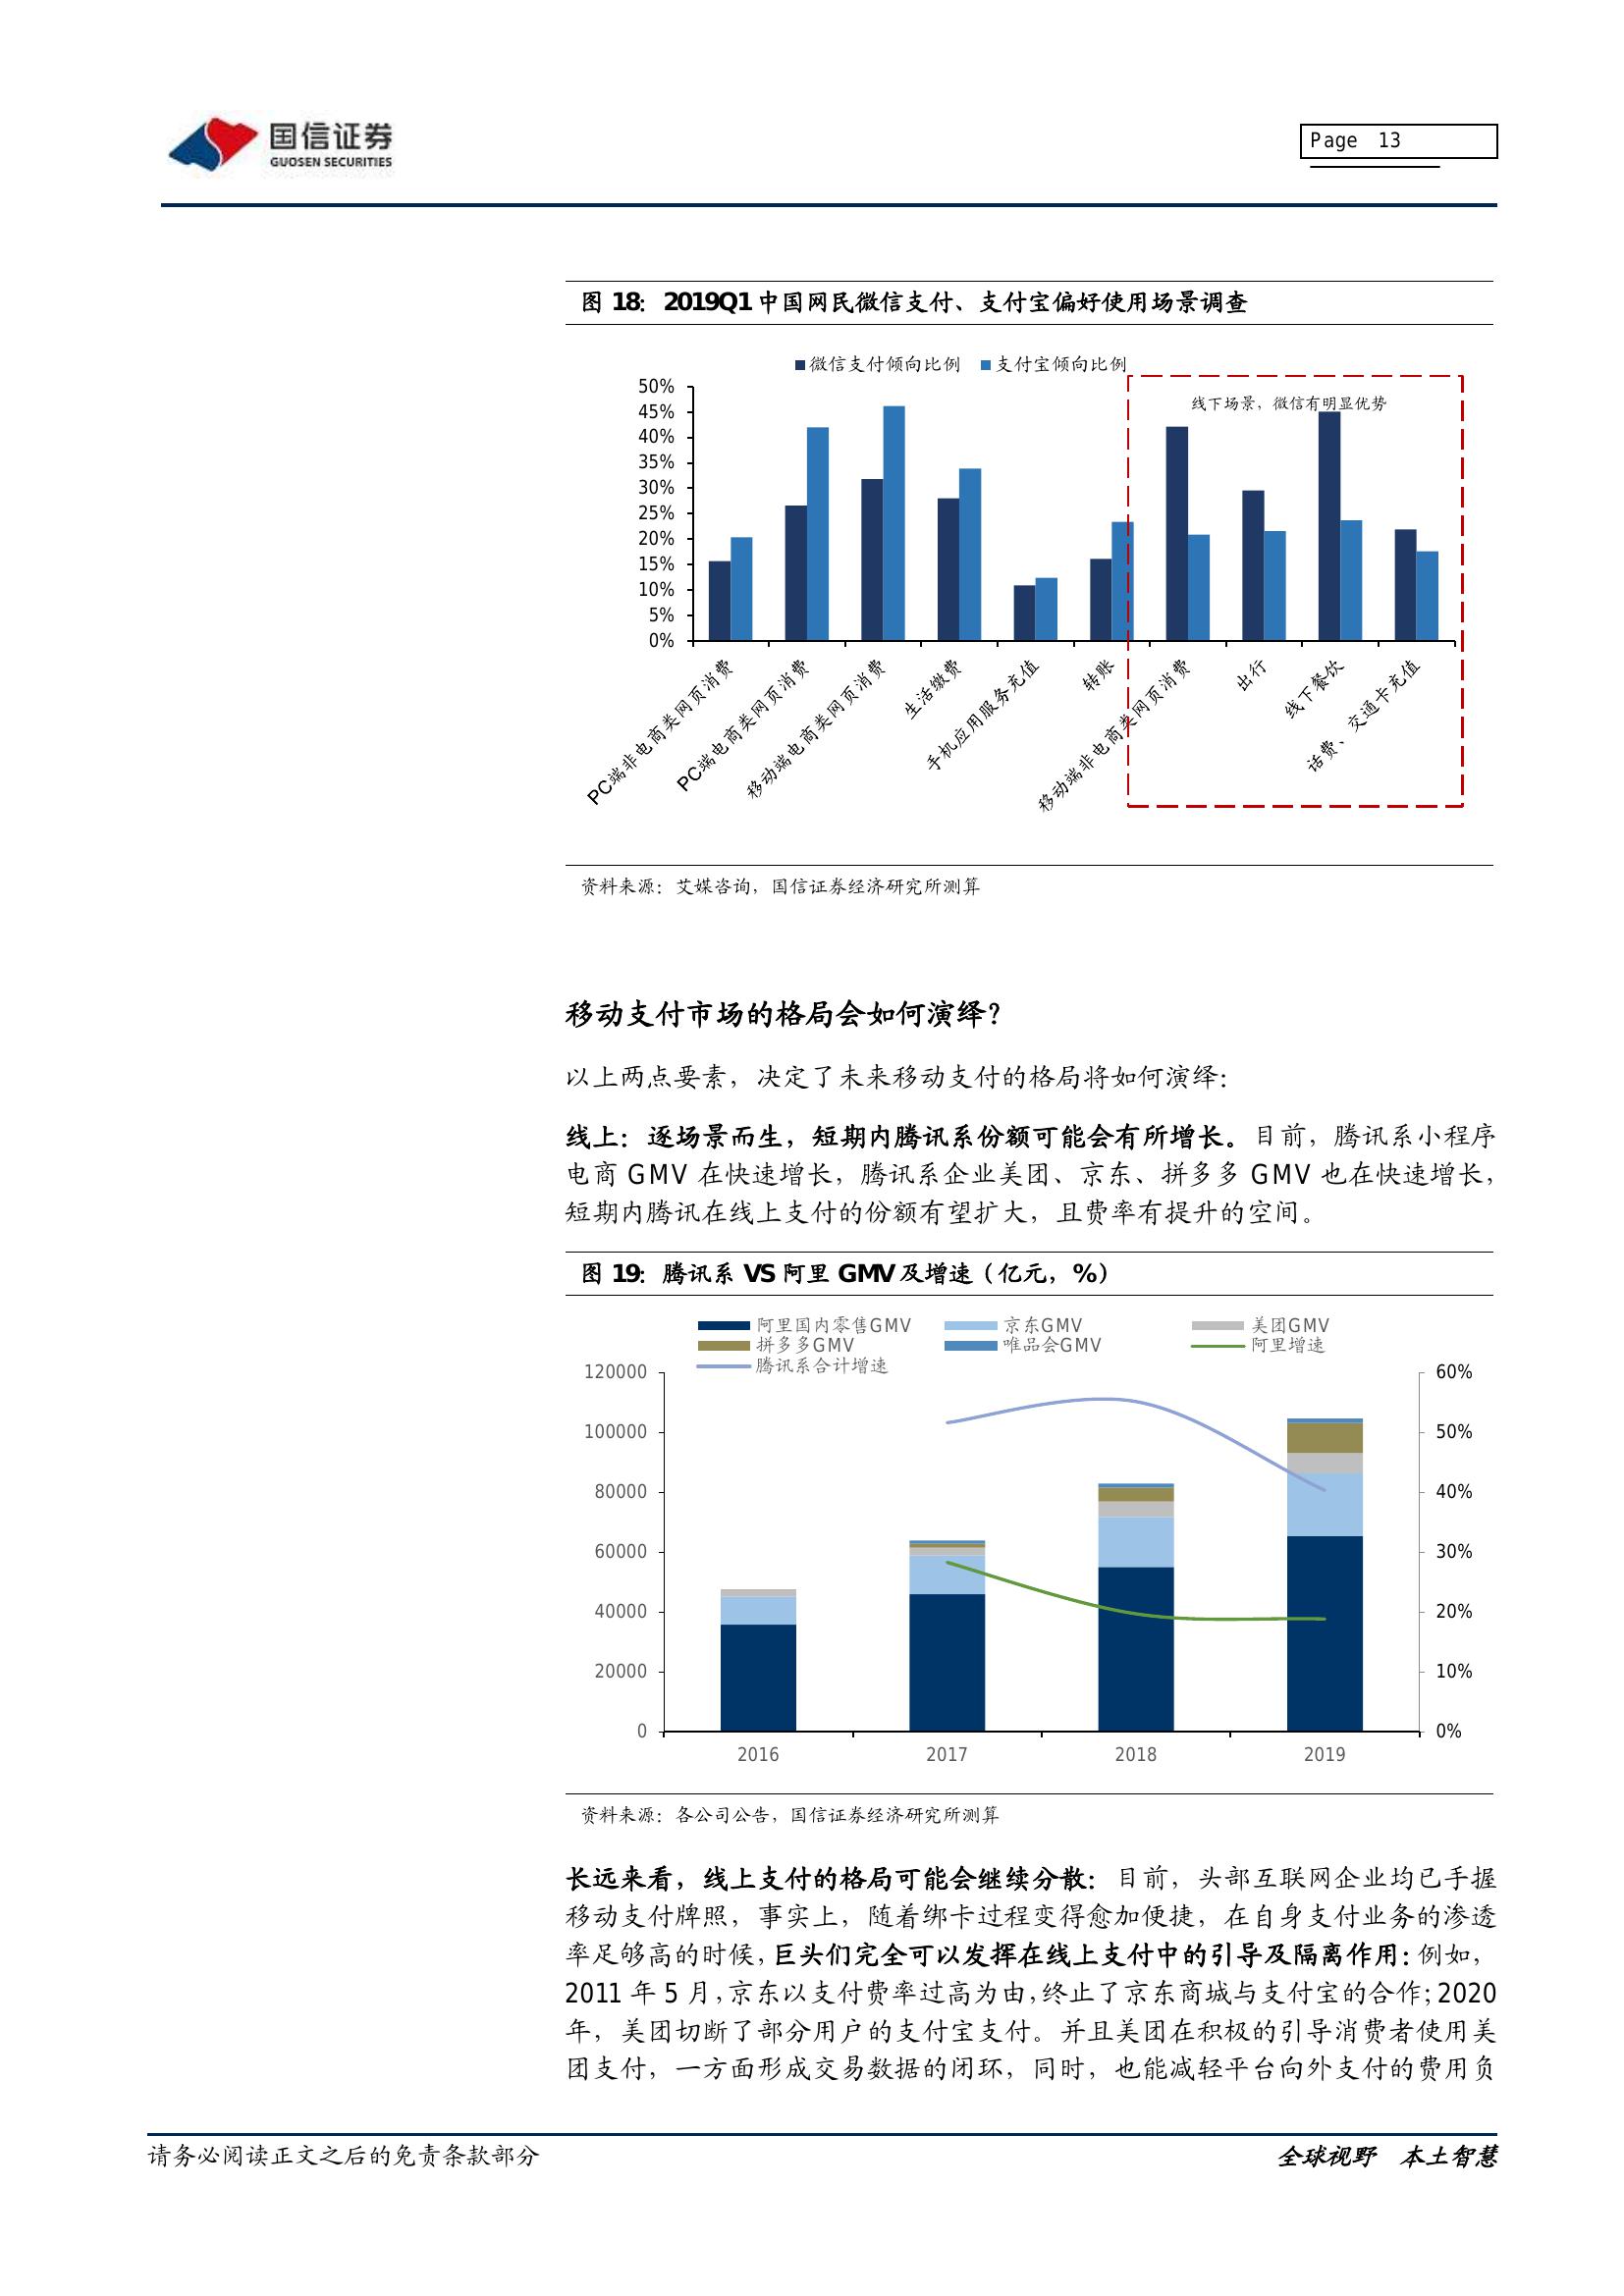 国信证券
GUOSEN SECURITIES
Page 13
图 18： 2019Q1 中国网民微信支付、支付宝偏好使用场景调查
微信支付倾向比例 支付宝倾向比例
线下场景，微信有明显优势
50%
45%
40%
35%
30%
25%
20%
15%
10%
5%
0%
PC端非电商类网页消费
PC端电商类网页消费
移动端电商类网页消费
生活缴费
手机应用服务充值
转账
移动端非电商类网页消费
出行
线下餐饮
话费、交通卡充值
资料来源：艾媒咨询，国信证券经济研究所测算
移动支付市场的格局会如何演绎？
以上两点要素，决定了未来移动支付的格局将如何演绎：
线上：逐场景而生，短期内腾讯系份额可能会有所增长。目前，腾讯系小程序
电商 GMV 在快速增长，腾讯系企业美团、京东、拼多多 GMV 也在快速增长，
短期内腾讯在线上支付的份额有望扩大，且费率有提升的空间。
图 19：腾讯系 VS 阿里 GMV 及增速（亿元，%）
阿里国内零售GMV 京东GMV 美团GMV
拼多多GMV 唯品会GMV 阿里增速
腾讯系合计增速
120000
100000
80000
60000
40000
20000
0
60%
50%
40%
30%
20%
10%
0%
2016 2017 2018 2019
资料来源：各公司公告，国信证券经济研究所测算
长远来看，线上支付的格局可能会继续分散：目前，头部互联网企业均已手握
移动支付牌照，事实上，随着绑卡过程变得愈加便捷，在自身支付业务的渗透
率足够高的时候，巨头们完全可以发挥在线上支付中的引导及隔离作用：例如，
2011 年 5 月，京东以支付费率过高为由，终止了京东商城与支付宝的合作；2020
年，美团切断了部分用户的支付宝支付。并且美团在积极的引导消费者使用美
团支付，一方面形成交易数据的闭环，同时，也能减轻平台向外支付的费用负
请务必阅读正文之后的免责条款部分
全球视野 本土智慧